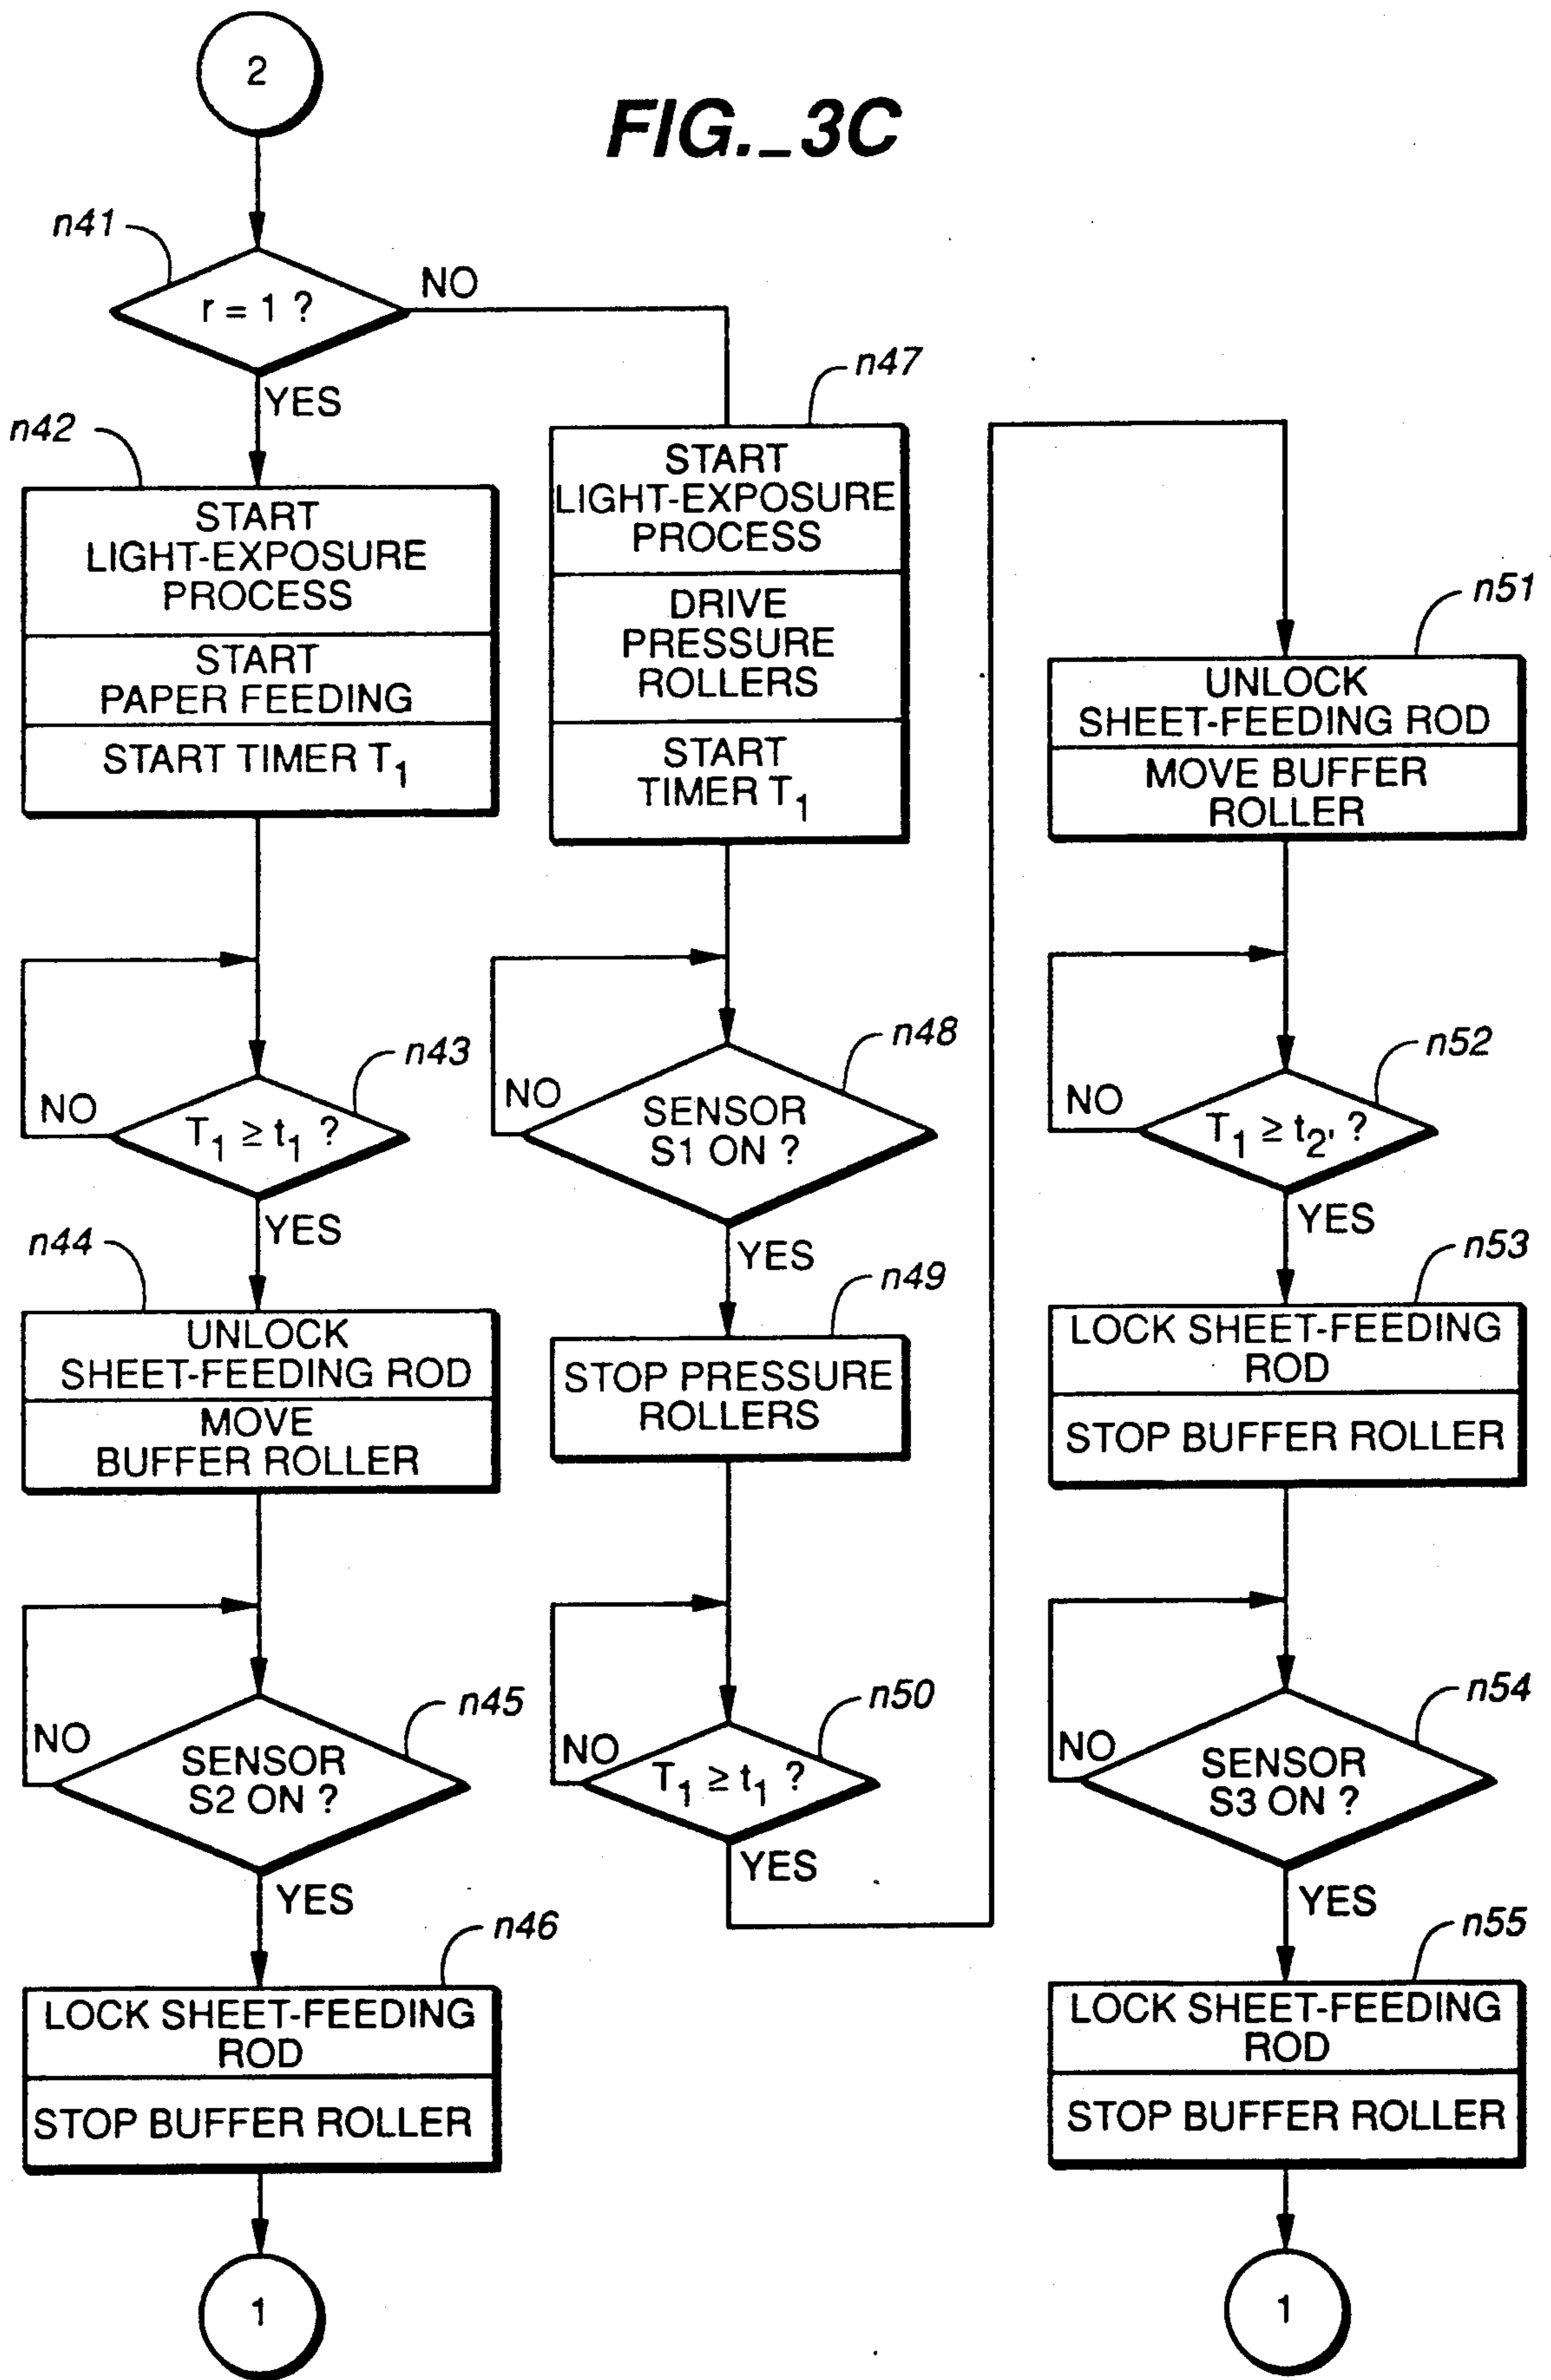 2
FIG._3C
n41
r = 1 ?
NO
YES
n42
START
LIGHT-EXPOSURE
PROCESS
START
PAPER FEEDING
START TIMER T1
n43
NO
T1 ≥ t1 ?
YES
n44
UNLOCK
SHEET-FEEDING ROD
MOVE
BUFFER ROLLER
n45
NO
SENSOR
S2 ON ?
YES
n46
LOCK SHEET-FEEDING
ROD
STOP BUFFER ROLLER
1
n47
START
LIGHT-EXPOSURE
PROCESS
DRIVE
PRESSURE
ROLLERS
START
TIMER T1
n48
NO
SENSOR
S1 ON ?
YES
n49
STOP PRESSURE
ROLLERS
n50
NO
T1 ≥ t1 ?
YES
n51
UNLOCK
SHEET-FEEDING ROD
MOVE BUFFER
ROLLER
n52
NO
T1 ≥ t2' ?
YES
n53
LOCK SHEET-FEEDING
ROD
STOP BUFFER ROLLER
n54
NO
SENSOR
S3 ON ?
YES
n55
LOCK SHEET-FEEDING
ROD
STOP BUFFER ROLLER
1